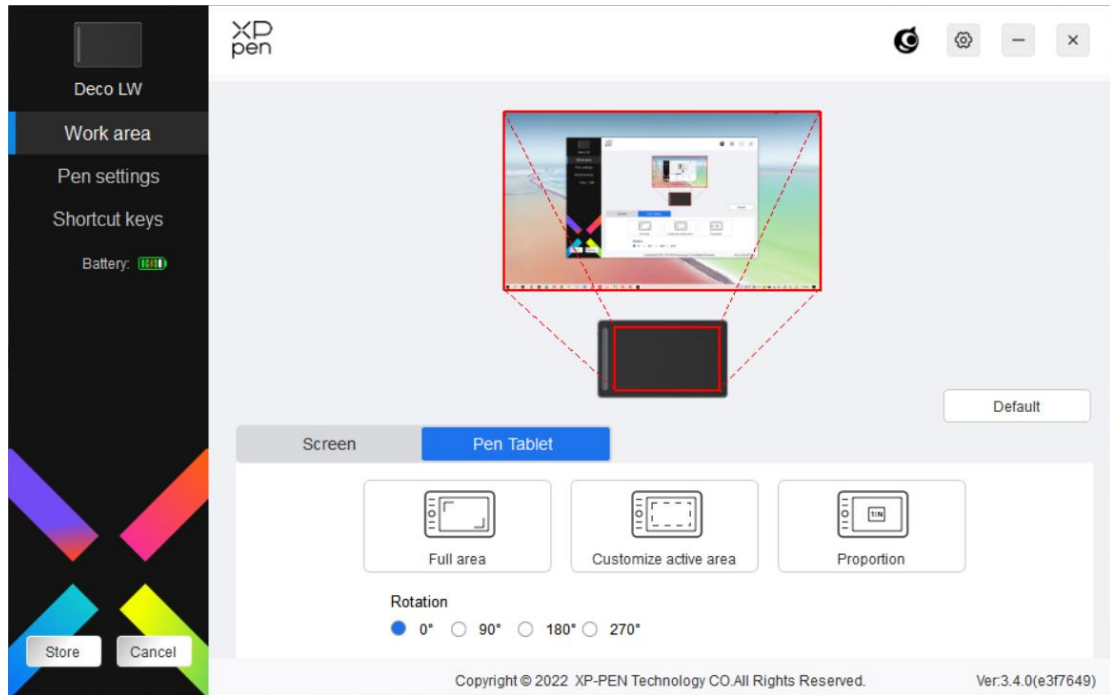 XP
pen
Deco LW
Work area
Pen settings
Shortcut keys
Battery:
Default
Screen Pen Tablet
1:N
Full area Customize active area Proportion
Rotation
0° 90° 180° 270°
Store Cancel
Copyright © 2022 XP-PEN Technology CO.All Rights Reserved. Ver:3.4.0(e3f7649)